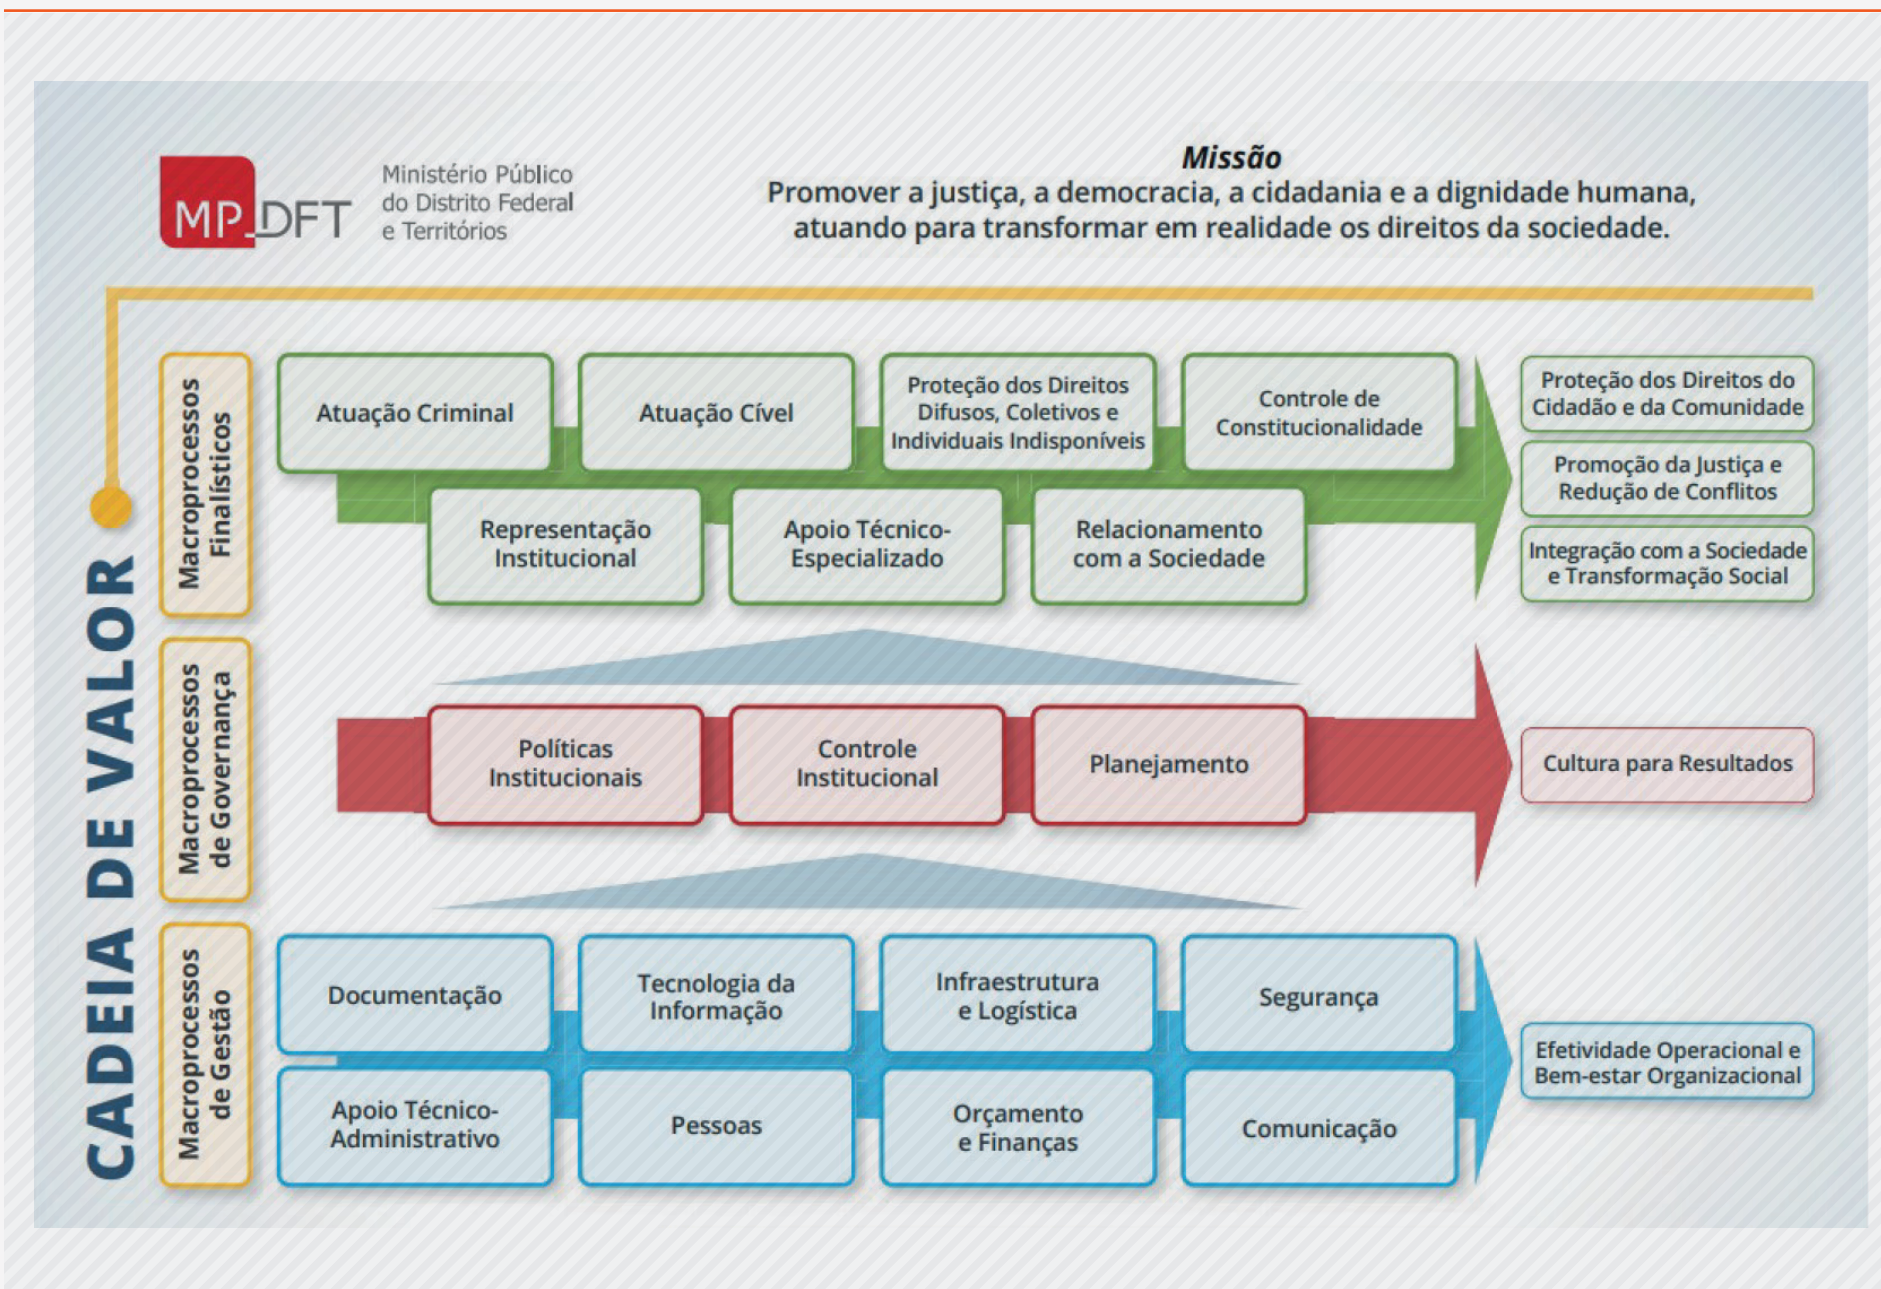 MPDFT
Ministério Público
do Distrito Federal
e Territórios
Missão
Promover a justiça, a democracia, a cidadania e a dignidade humana,
atuando para transformar em realidade os direitos da sociedade.
CADEIA DE VALOR
Macroprocessos
Finalísticos
Atuação Criminal
Atuação Cível
Proteção dos Direitos
Difusos, Coletivos e
Individuais Indisponíveis
Controle de
Constitucionalidade
Representação
Institucional
Apoio Técnico-
Especializado
Relacionamento
com a Sociedade
Proteção dos Direitos do
Cidadão e da Comunidade
Promoção da Justiça e
Redução de Conflitos
Integração com a Sociedade
e Transformação Social
Macroprocessos
de Governança
Políticas
Institucionais
Controle
Institucional
Planejamento
Cultura para Resultados
Macroprocessos
de Gestão
Documentação
Tecnologia da
Informação
Infraestrutura
e Logística
Segurança
Apoio Técnico-
Administrativo
Pessoas
Orçamento
e Finanças
Comunicação
Efetividade Operacional e
Bem-estar Organizacional